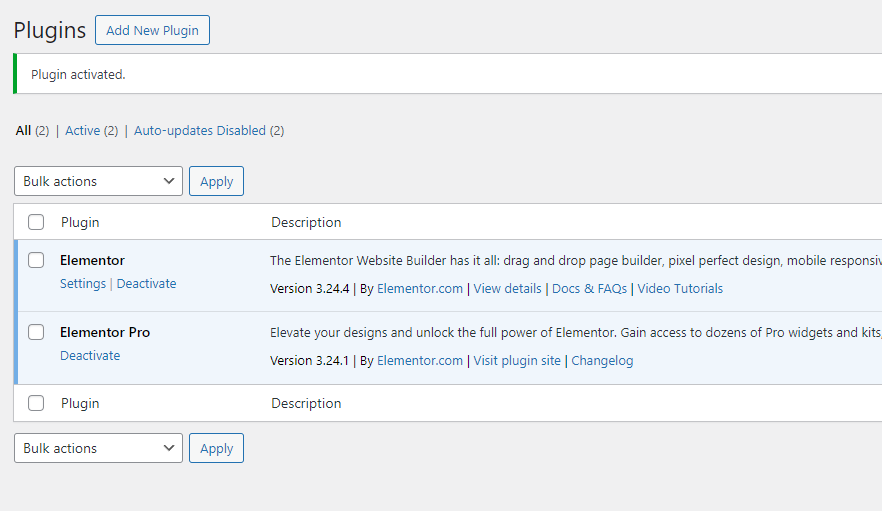 Plugins Add New Plugin
Plugin activated.
All (2) | Active (2) | Auto-updates Disabled (2)
Bulk actions Apply
Plugin Description
Elementor The Elementor Website Builder has it all: drag and drop page builder, pixel perfect design, mobile responsiv
Settings | Deactivate Version 3.24.4 | By Elementor.com | View details | Docs & FAQs | Video Tutorials
Elementor Pro Elevate your designs and unlock the full power of Elementor. Gain access to dozens of Pro widgets and kits,
Deactivate Version 3.24.1 | By Elementor.com | Visit plugin site | Changelog
Plugin Description
Bulk actions Apply